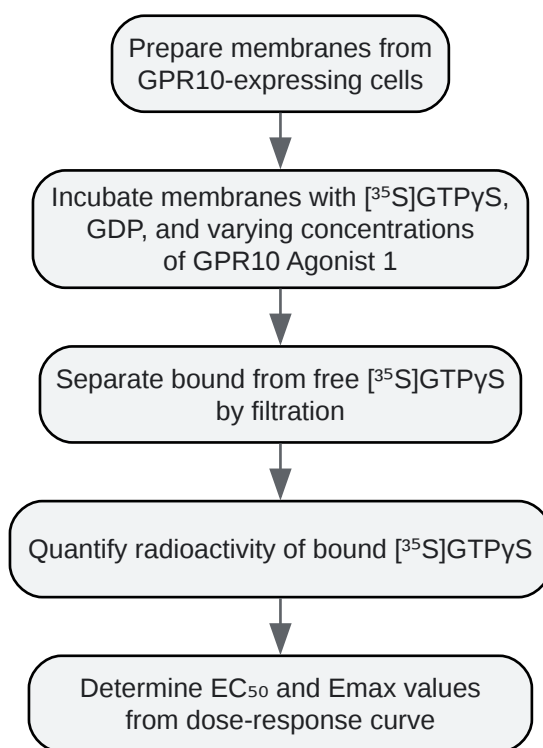 Prepare membranes from
GPR10-expressing cells
Incubate membranes with [³⁵S]GTPγS,
GDP, and varying concentrations
of GPR10 Agonist 1
Separate bound from free [³⁵S]GTPγS
by filtration
Quantify radioactivity of bound [³⁵S]GTPγS
Determine EC₅₀ and Emax values
from dose-response curve